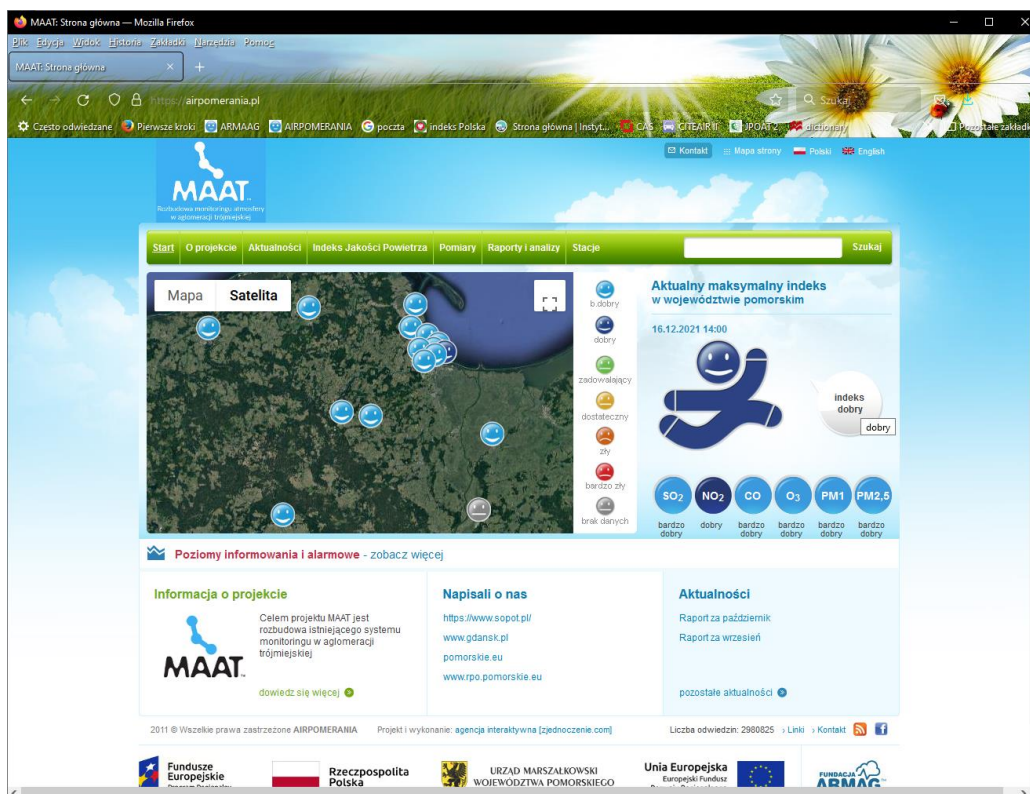 MAAT: Strona główna — Mozilla Firefox
Plik Edycja Widok Historia Zakładki Narzędzia Pomoc
MAAT: Strona główna
https://airpomerania.pl
Szukaj
Często odwiedzane Pierwsze kroki ARMAAG AIRPOMERANIA poczta indeks Polska Strona główna | Instyt... CAS CITEAIR II JPOAT 2 dictionary Pozostałe zakładk
Kontakt Mapa strony Polski English
MAAT
Rozbudowa monitoringu atmosfery
w aglomeracji trójmiejskiej
Start O projekcie Aktualności Indeks Jakości Powietrza Pomiary Raporty i analizy Stacje Szukaj
Mapa Satelita
b.dobry
dobry
zadowalający
dostateczny
zły
bardzo zły
brak danych
Aktualny maksymalny indeks
w województwie pomorskim
16.12.2021 14:00
indeks
dobry
dobry
SO2 NO2 CO O3 PM1 PM2,5
bardzo dobry dobry bardzo dobry bardzo dobry bardzo dobry bardzo dobry
Poziomy informowania i alarmowe - zobacz więcej
Informacja o projekcie
MAAT
Celem projektu MAAT jest
rozbudowa istniejącego systemu
monitoringu w aglomeracji
trójmiejskiej
dowiedz się więcej
Napisali o nas
https://www.sopot.pl/
www.gdansk.pl
pomorskie.eu
www.rpo.pomorskie.eu
Aktualności
Raport za październik
Raport za wrzesień
pozostałe aktualności
2011 © Wszelkie prawa zastrzeżone AIRPOMERANIA Projekt i wykonanie: agencja interaktywna [zjednoczenie.com] Liczba odwiedzin: 2980825 Linki Kontakt
Fundusze
Europejskie
Rzeczpospolita
Polska
URZĄD MARSZAŁKOWSKI
WOJEWÓDZTWA POMORSKIEGO
Unia Europejska
Europejski Fundusz
FUNDACJA
ARMAG